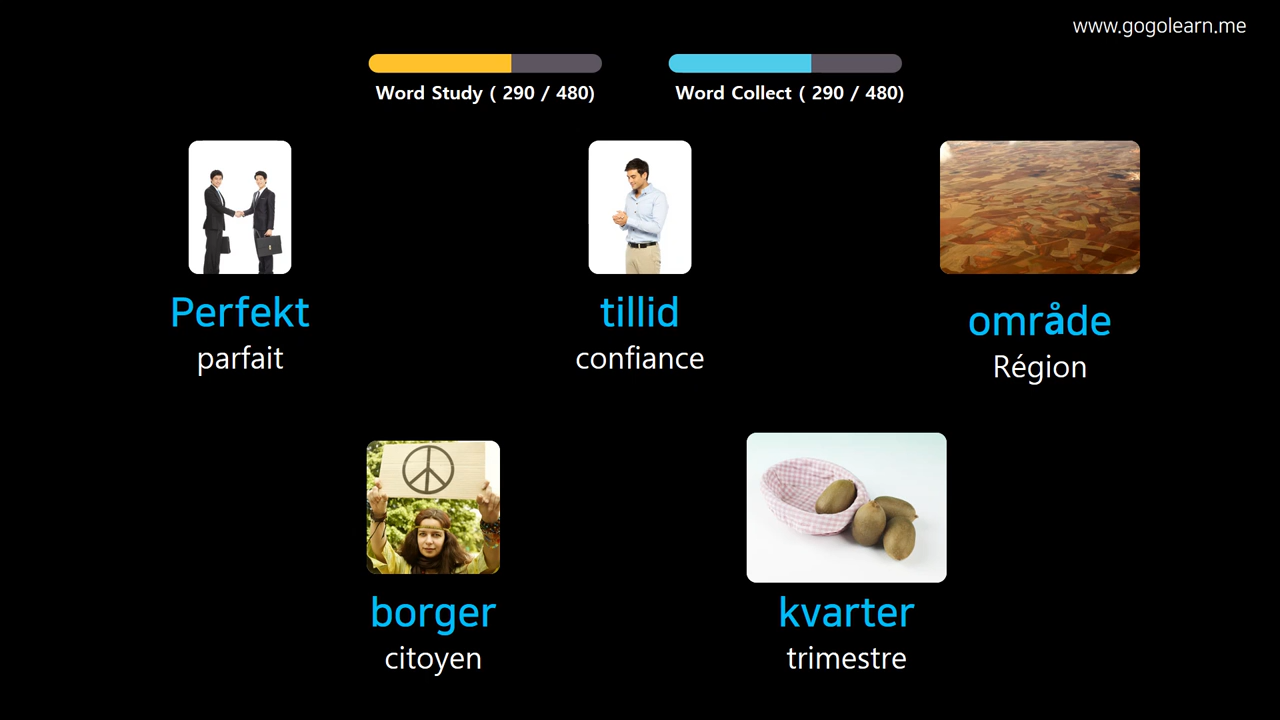 www.gogolearn.me
Word Study ( 290 / 480)
Word Collect ( 290 / 480)
Perfekt
parfait
tillid
confiance
område
Région
borger
citoyen
kvarter
trimestre